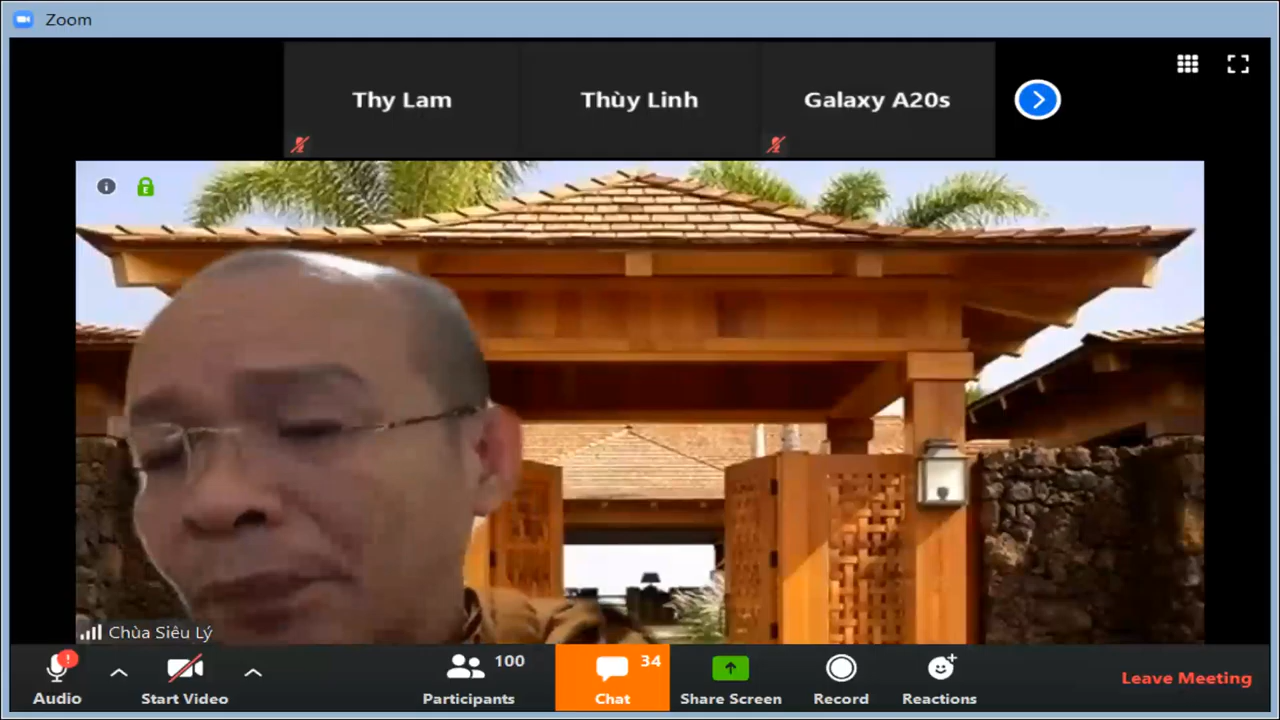 Zoom
Thy Lam
Thùy Linh
Galaxy A20s
Chùa Siêu Lý
Audio
Start Video
100
Participants
34
Chat
Share Screen
Record
Reactions
Leave Meeting